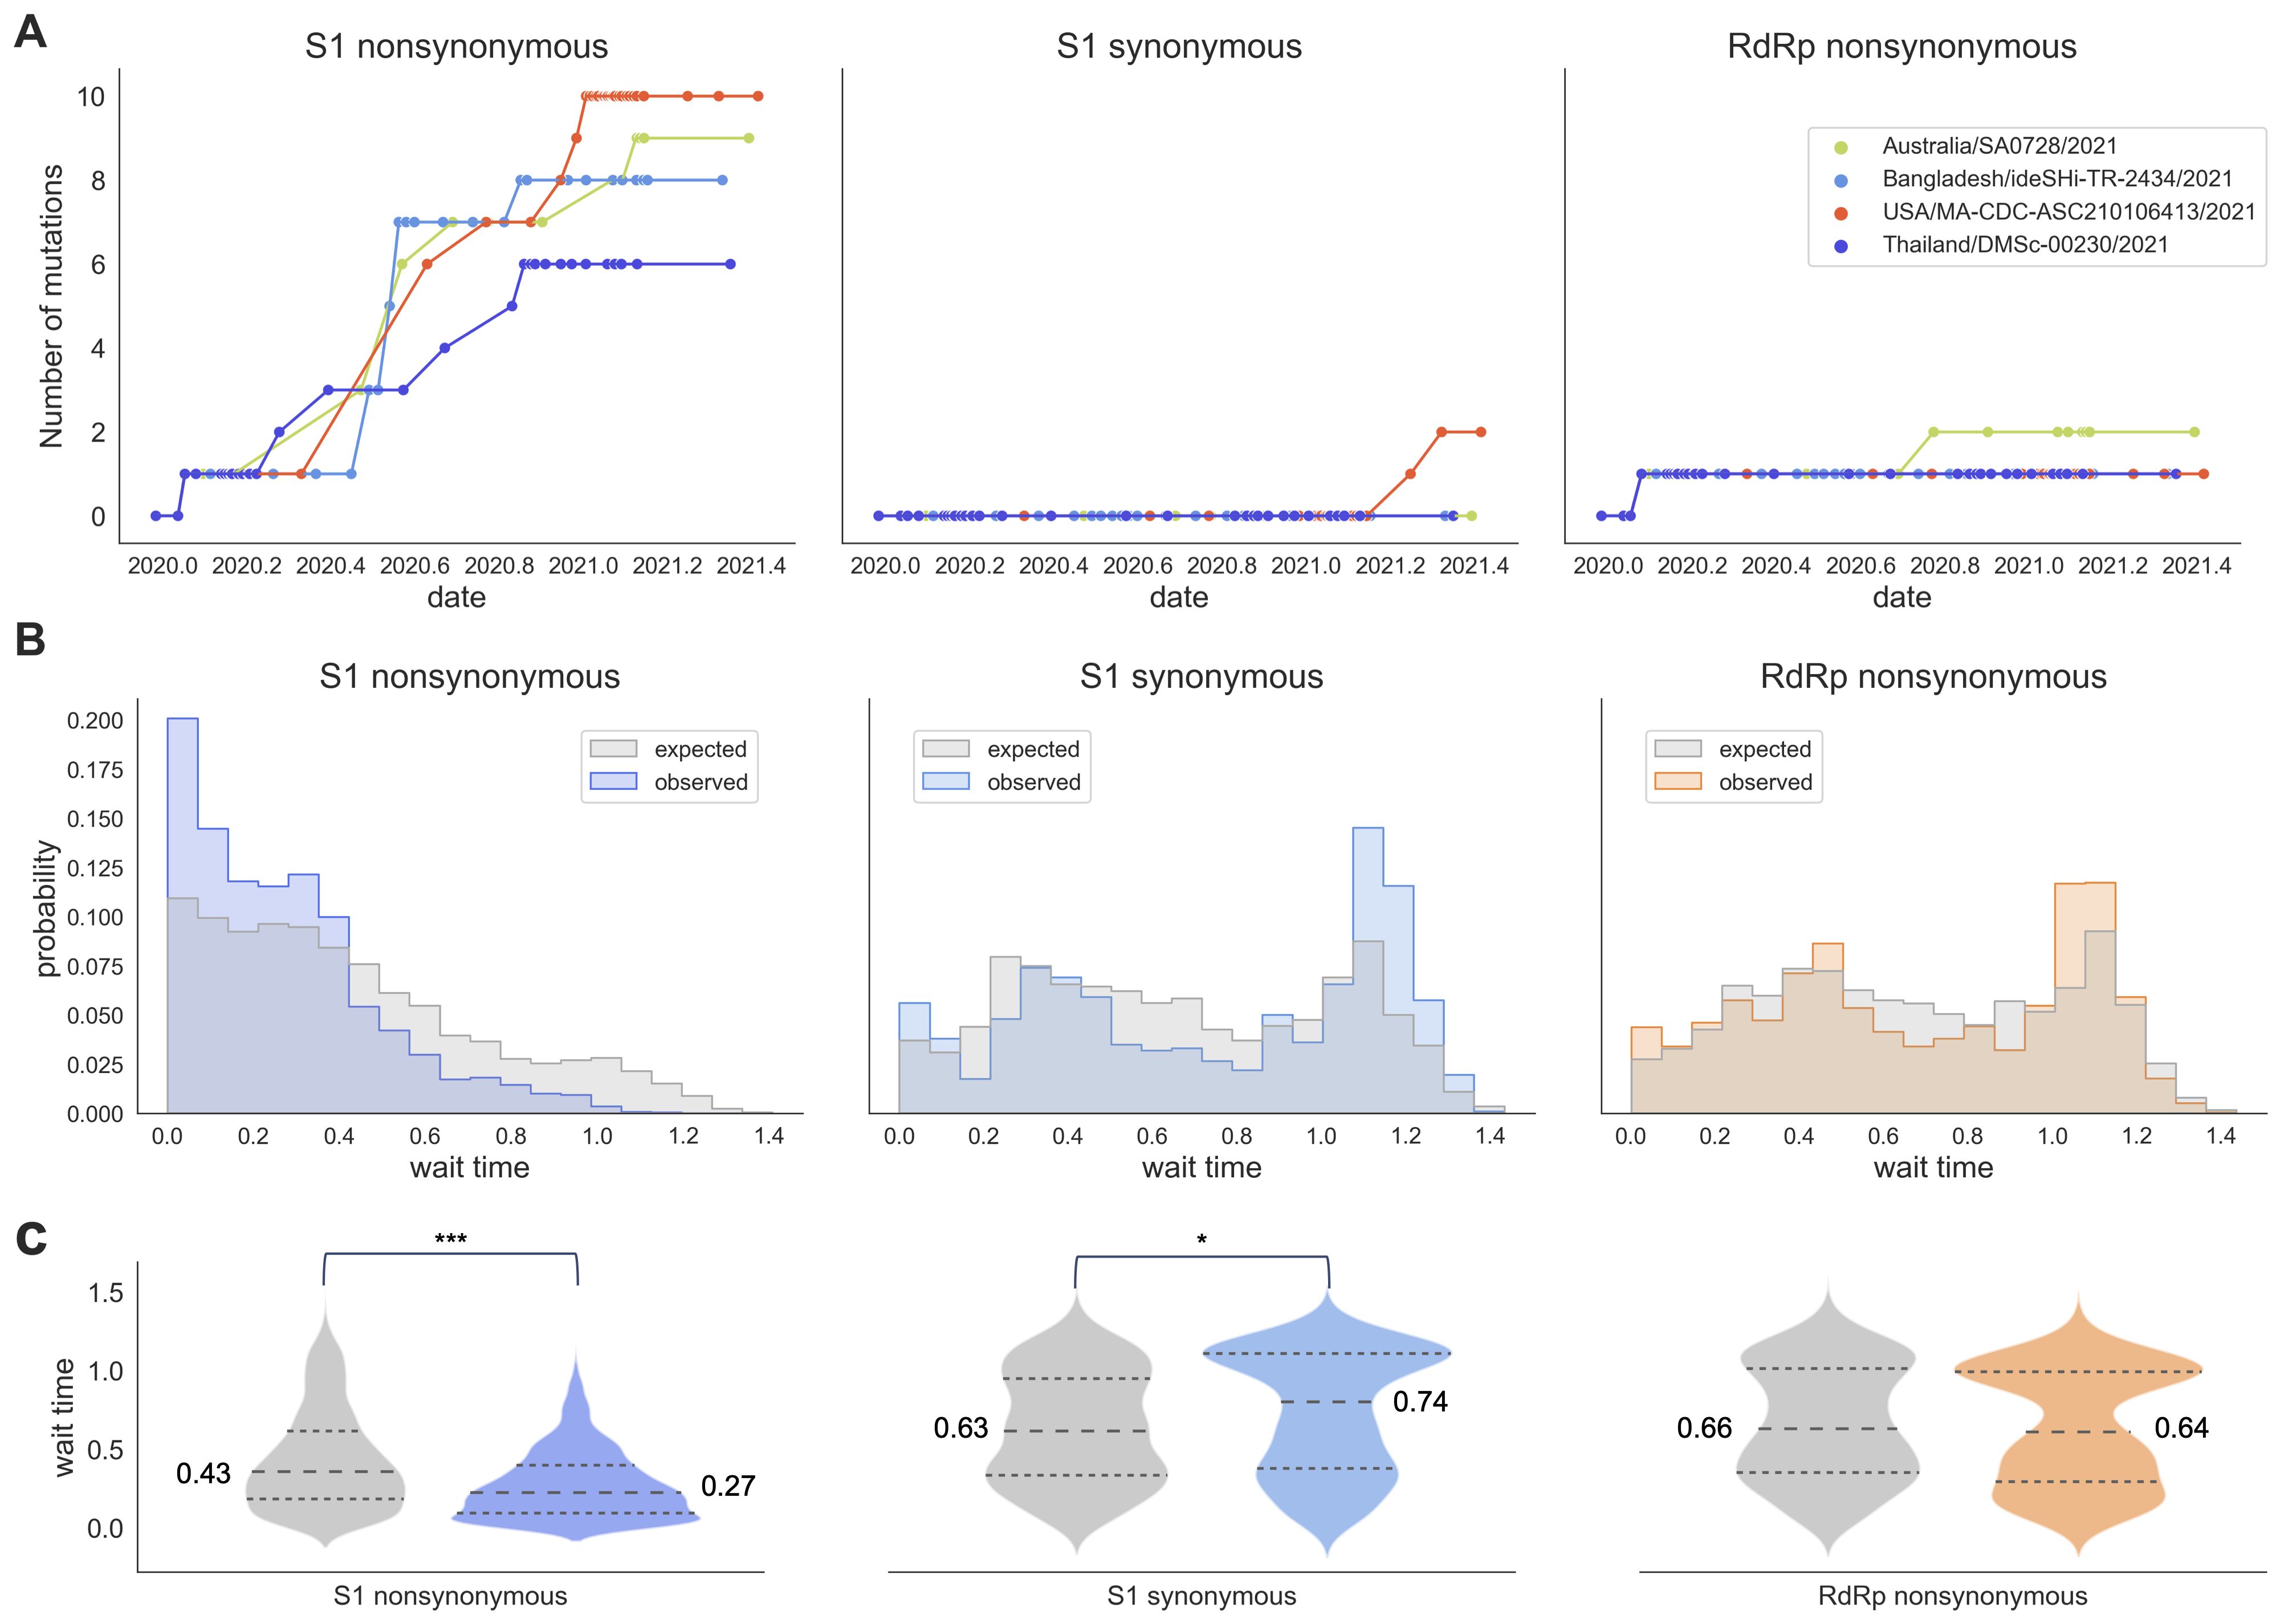 A
S1 nonsynonymous
S1 synonymous
RdRp nonsynonymous
Number of mutations
10
8
6
4
2
0
Australia/SA0728/2021
Bangladesh/ideSHi-TR-2434/2021
USA/MA-CDC-ASC210106413/2021
Thailand/DMSc-00230/2021
2020.0 2020.2 2020.4 2020.6 2020.8 2021.0 2021.2 2021.4
2020.0 2020.2 2020.4 2020.6 2020.8 2021.0 2021.2 2021.4
2020.0 2020.2 2020.4 2020.6 2020.8 2021.0 2021.2 2021.4
date
date
date
B
S1 nonsynonymous
S1 synonymous
RdRp nonsynonymous
probability
0.200
0.175
0.150
0.125
0.100
0.075
0.050
0.025
0.000
expected
observed
expected
observed
expected
observed
0.0 0.2 0.4 0.6 0.8 1.0 1.2 1.4
0.0 0.2 0.4 0.6 0.8 1.0 1.2 1.4
0.0 0.2 0.4 0.6 0.8 1.0 1.2 1.4
wait time
wait time
wait time
C
wait time
1.5
1.0
0.5
0.0
***
*
0.43
0.27
0.63
0.74
0.66
0.64
S1 nonsynonymous
S1 synonymous
RdRp nonsynonymous